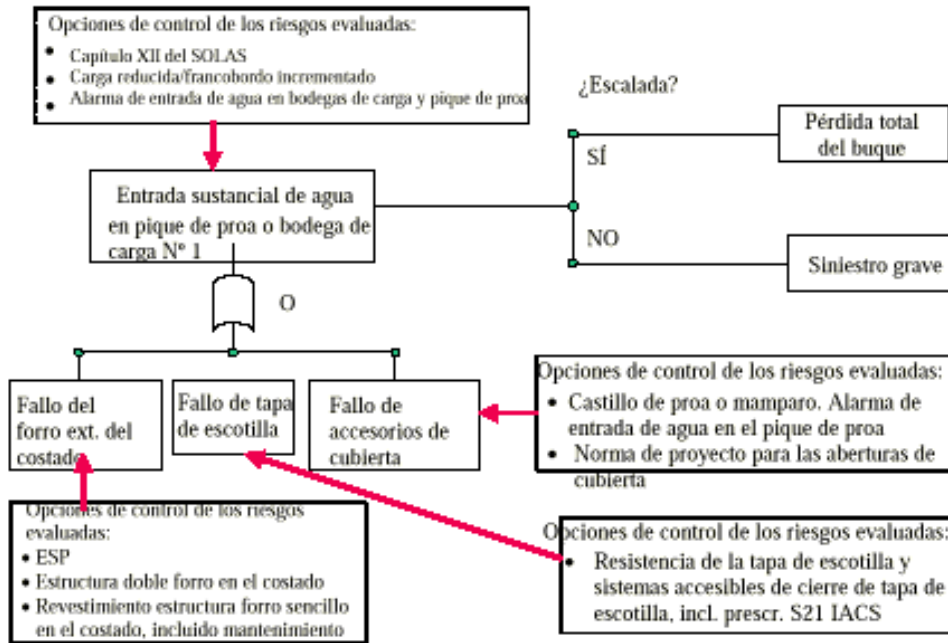 Opciones de control de los riesgos evaluadas:
• Capítulo XII del SOLAS
• Carga reducida/francobordo incrementado
• Alarma de entrada de agua en bodegas de carga y pique de proa
¿Escalada?
Pérdida total
del buque
SÍ
Entrada sustancial de agua
en pique de proa o bodega de
carga Nº 1
NO
Siniestro grave
O
Fallo del
forro ext. del
costado
Fallo de tapa
de escotilla
Fallo de
accesorios de
cubierta
Opciones de control de los riesgos evaluadas:
• Castillo de proa o mamparo. Alarma de
entrada de agua en el pique de proa
• Norma de proyecto para las aberturas de
cubierta
Opciones de control de los riesgos
evaluadas:
• ESP
• Estructura doble forro en el costado
• Revestimiento estructura forro sencillo
en el costado, incluido mantenimiento
Opciones de control de los riesgos evaluadas:
• Resistencia de la tapa de escotilla y
sistemas accesibles de cierre de tapa de
escotilla, incl. prescr. S21 IACS